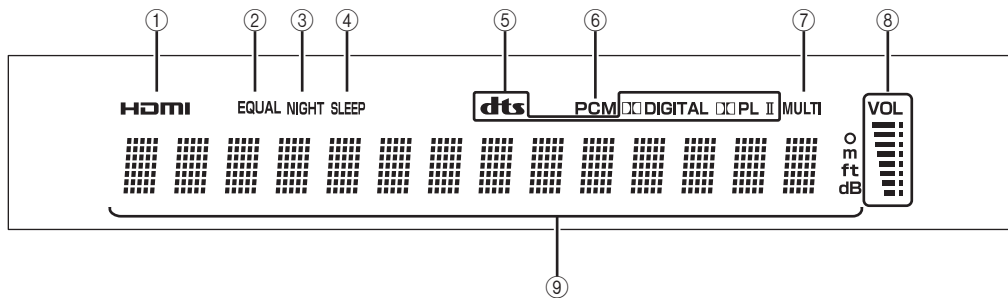 ① ② ③ ④ ⑤ ⑥ ⑦ ⑧
HDMI EQUAL NIGHT SLEEP dts PCM DIGITAL PL II MULTI VOL
o
m
ft
dB
⑨